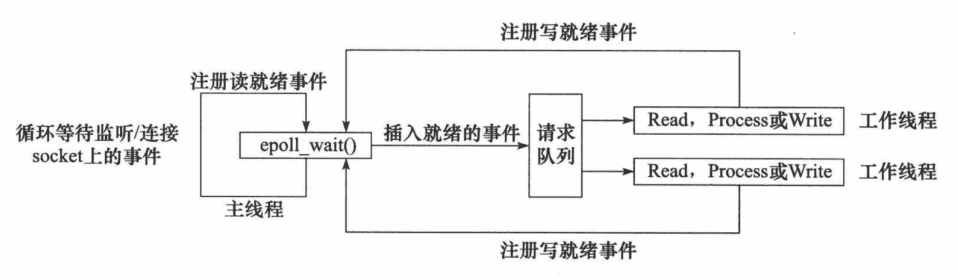 注册写就绪事件
注册读就绪事件
循环等待监听/连接
socket上的事件
epoll_wait()
插入就绪的事件
请求
队列
Read，Process或Write
工作线程
Read，Process或Write
工作线程
主线程
注册写就绪事件